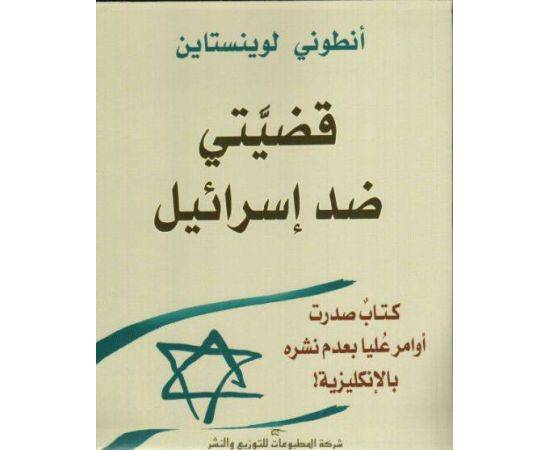 أنطوني لوينستاين
قضيَّتي
ضد إسرائيل
كتابٌ صدرت
أوامر عُليا بعدم نشره
بالإنكليزية!
شركة المطبوعات للتوزيع والنشر